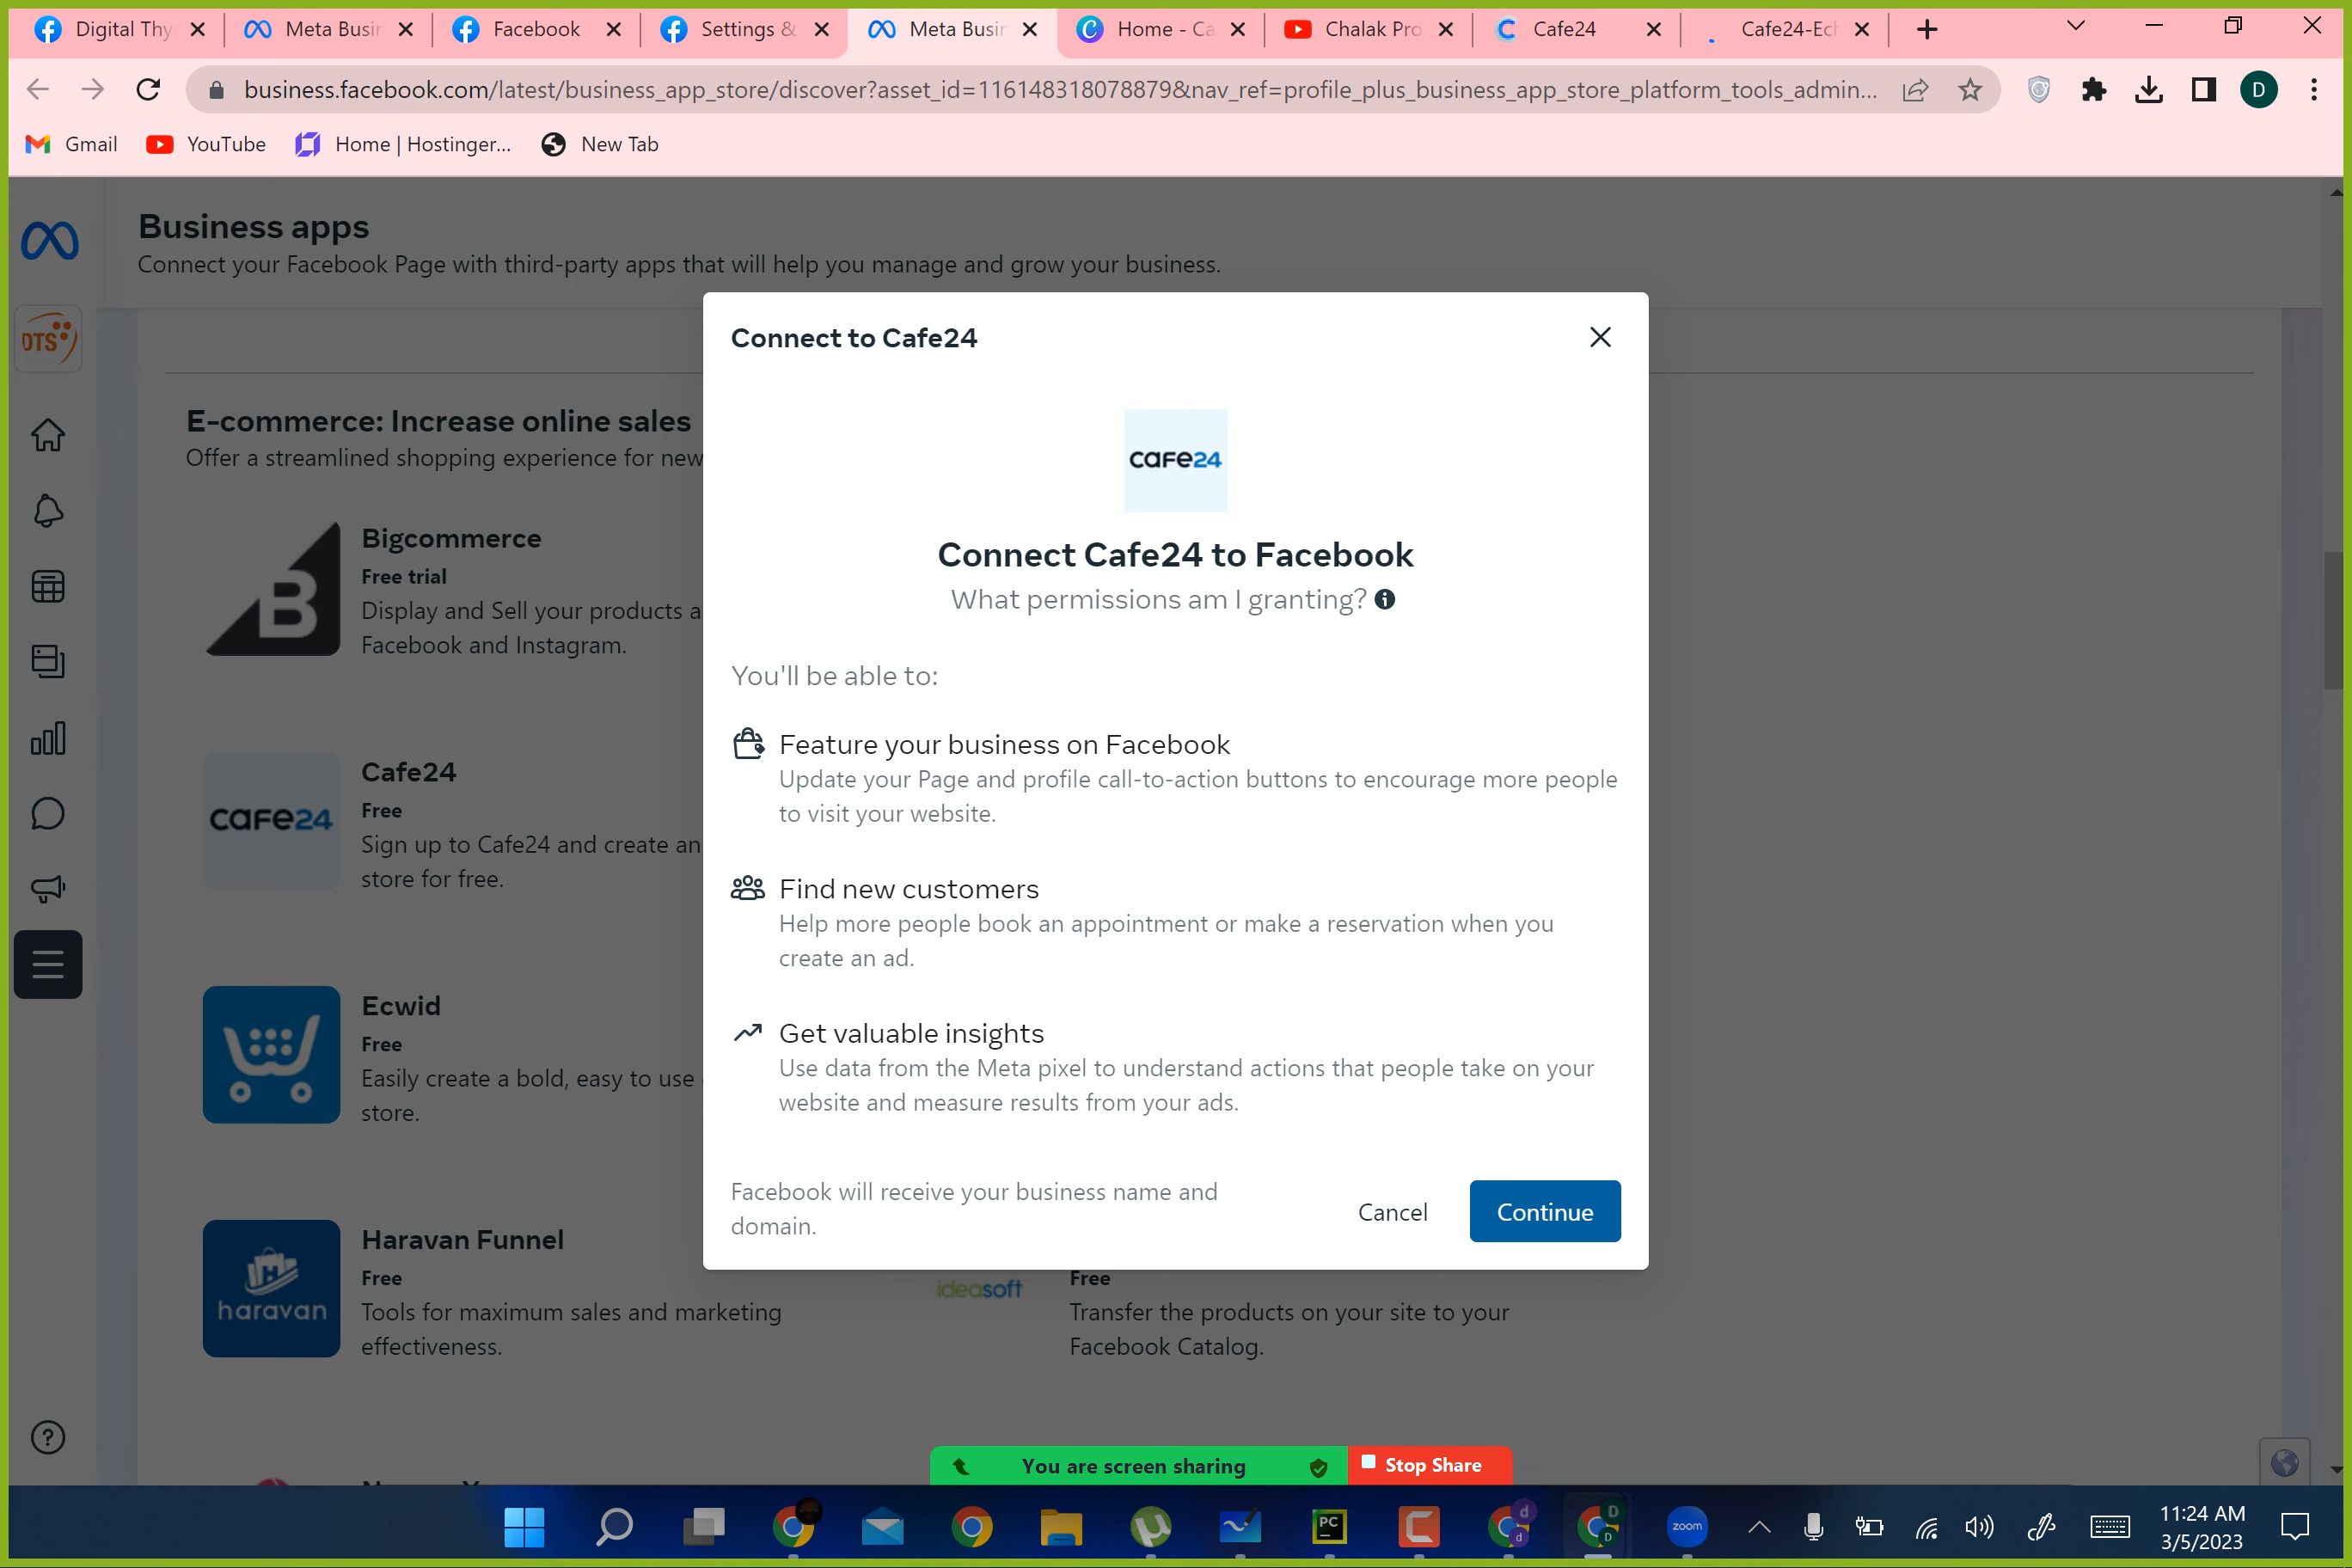 Digital Thy
Meta Busin
Facebook
Settings &
Meta Busin
Home - Ca
Chalak Pro
Cafe24
Cafe24-Ech
business.facebook.com/latest/business_app_store/discover?asset_id=116148318078879&nav_ref=profile_plus_business_app_store_platform_tools_admin...
D
Gmail
YouTube
Home | Hostinger...
New Tab
Business apps
Connect your Facebook Page with third-party apps that will help you manage and grow your business.
DTS
E-commerce: Increase online sales
Offer a streamlined shopping experience for new
B
Bigcommerce
Free trial
Display and Sell your products a
Facebook and Instagram.
CAFE24
Cafe24
Free
Sign up to Cafe24 and create an
store for free.
Ecwid
Free
Easily create a bold, easy to use
store.
haravan
Haravan Funnel
Free
Tools for maximum sales and marketing
effectiveness.
ideasoft
Free
Transfer the products on your site to your
Facebook Catalog.
Connect to Cafe24
CAFE24
Connect Cafe24 to Facebook
What permissions am I granting?
You'll be able to:
Feature your business on Facebook
Update your Page and profile call-to-action buttons to encourage more people
to visit your website.
Find new customers
Help more people book an appointment or make a reservation when you
create an ad.
Get valuable insights
Use data from the Meta pixel to understand actions that people take on your
website and measure results from your ads.
Facebook will receive your business name and
domain.
Cancel
Continue
You are screen sharing
Stop Share
PC
d
d
D
D
zoom
11:24 AM
3/5/2023